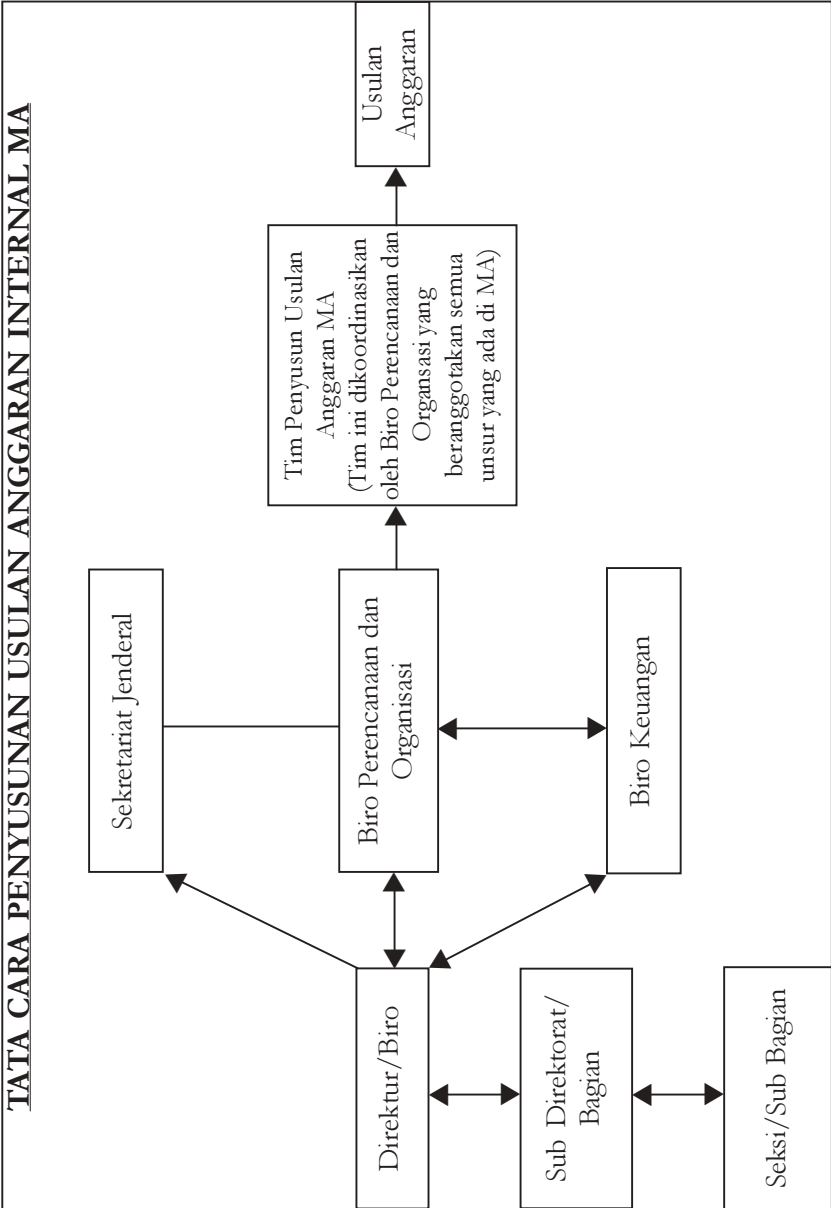 TATA CARA PENYUSUNAN USULAN ANGGARAN INTERNAL MA
Sekretariat Jenderal
Direktur/Biro
Biro Perencanaan dan
Organisasi
Tim Penyusun Usulan
Anggaran MA
(Tim ini dikoordinasikan
oleh Biro Perencanaan dan
Organsasi yang
beranggotakan semua
unsur yang ada di MA)
Usulan
Anggaran
Sub Direktorat/
Bagian
Biro Keuangan
Seksi/Sub Bagian